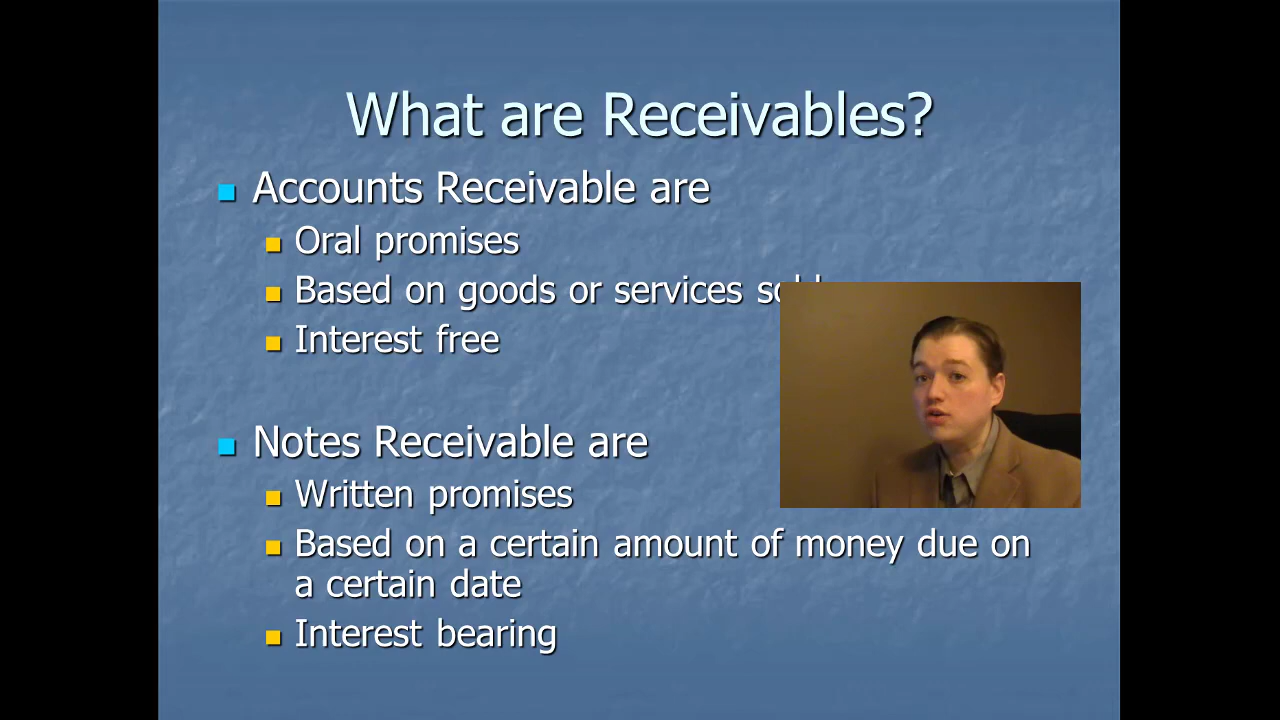 What are Receivables?
Accounts Receivable are
Oral promises
Based on goods or services
Interest free
Notes Receivable are
Written promises
Based on a certain amount of money due on
a certain date
Interest bearing